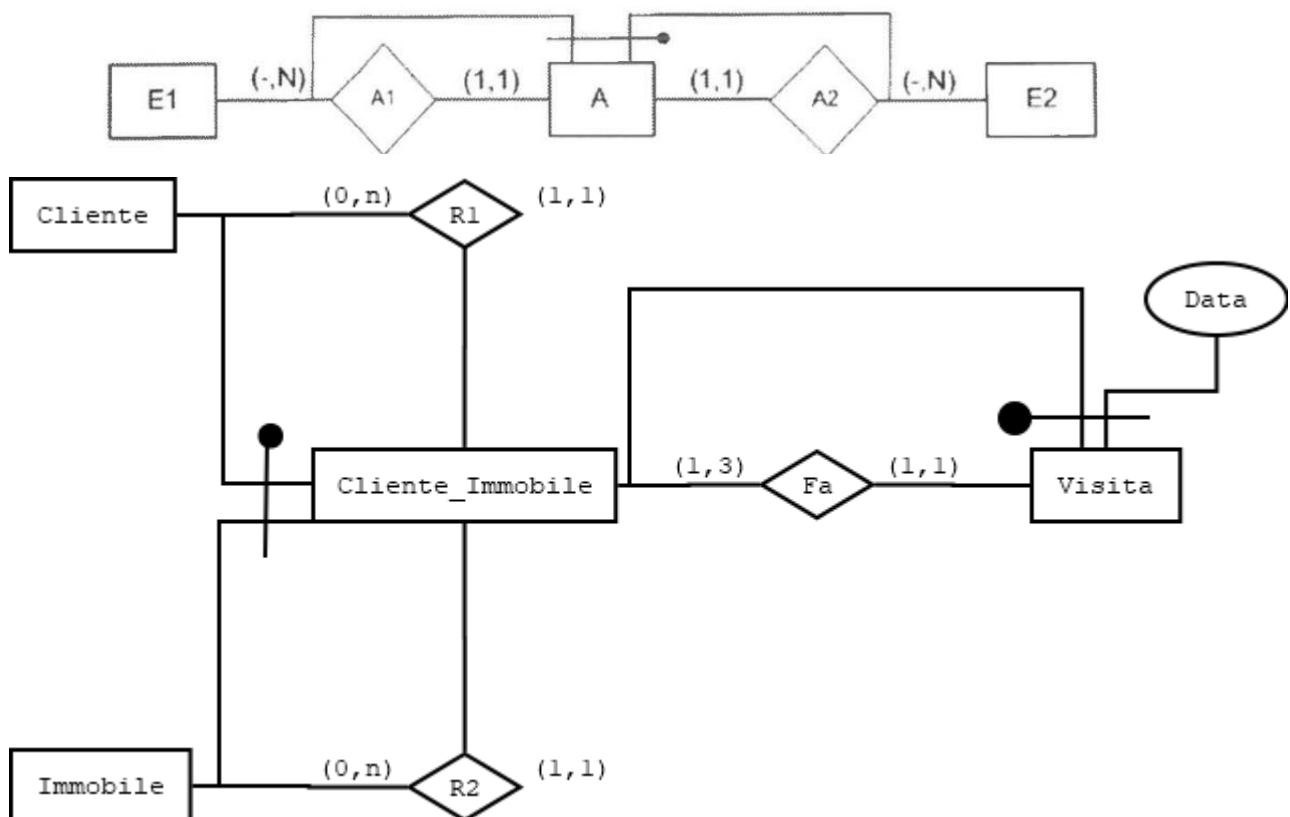 E1 (-,N) A1 (1,1) A (1,1) A2 (-,N) E2
Cliente (0,n) R1 (1,1)
Data
Cliente_Immobile (1,3) Fa (1,1) Visita
Immobile (0,n) R2 (1,1)